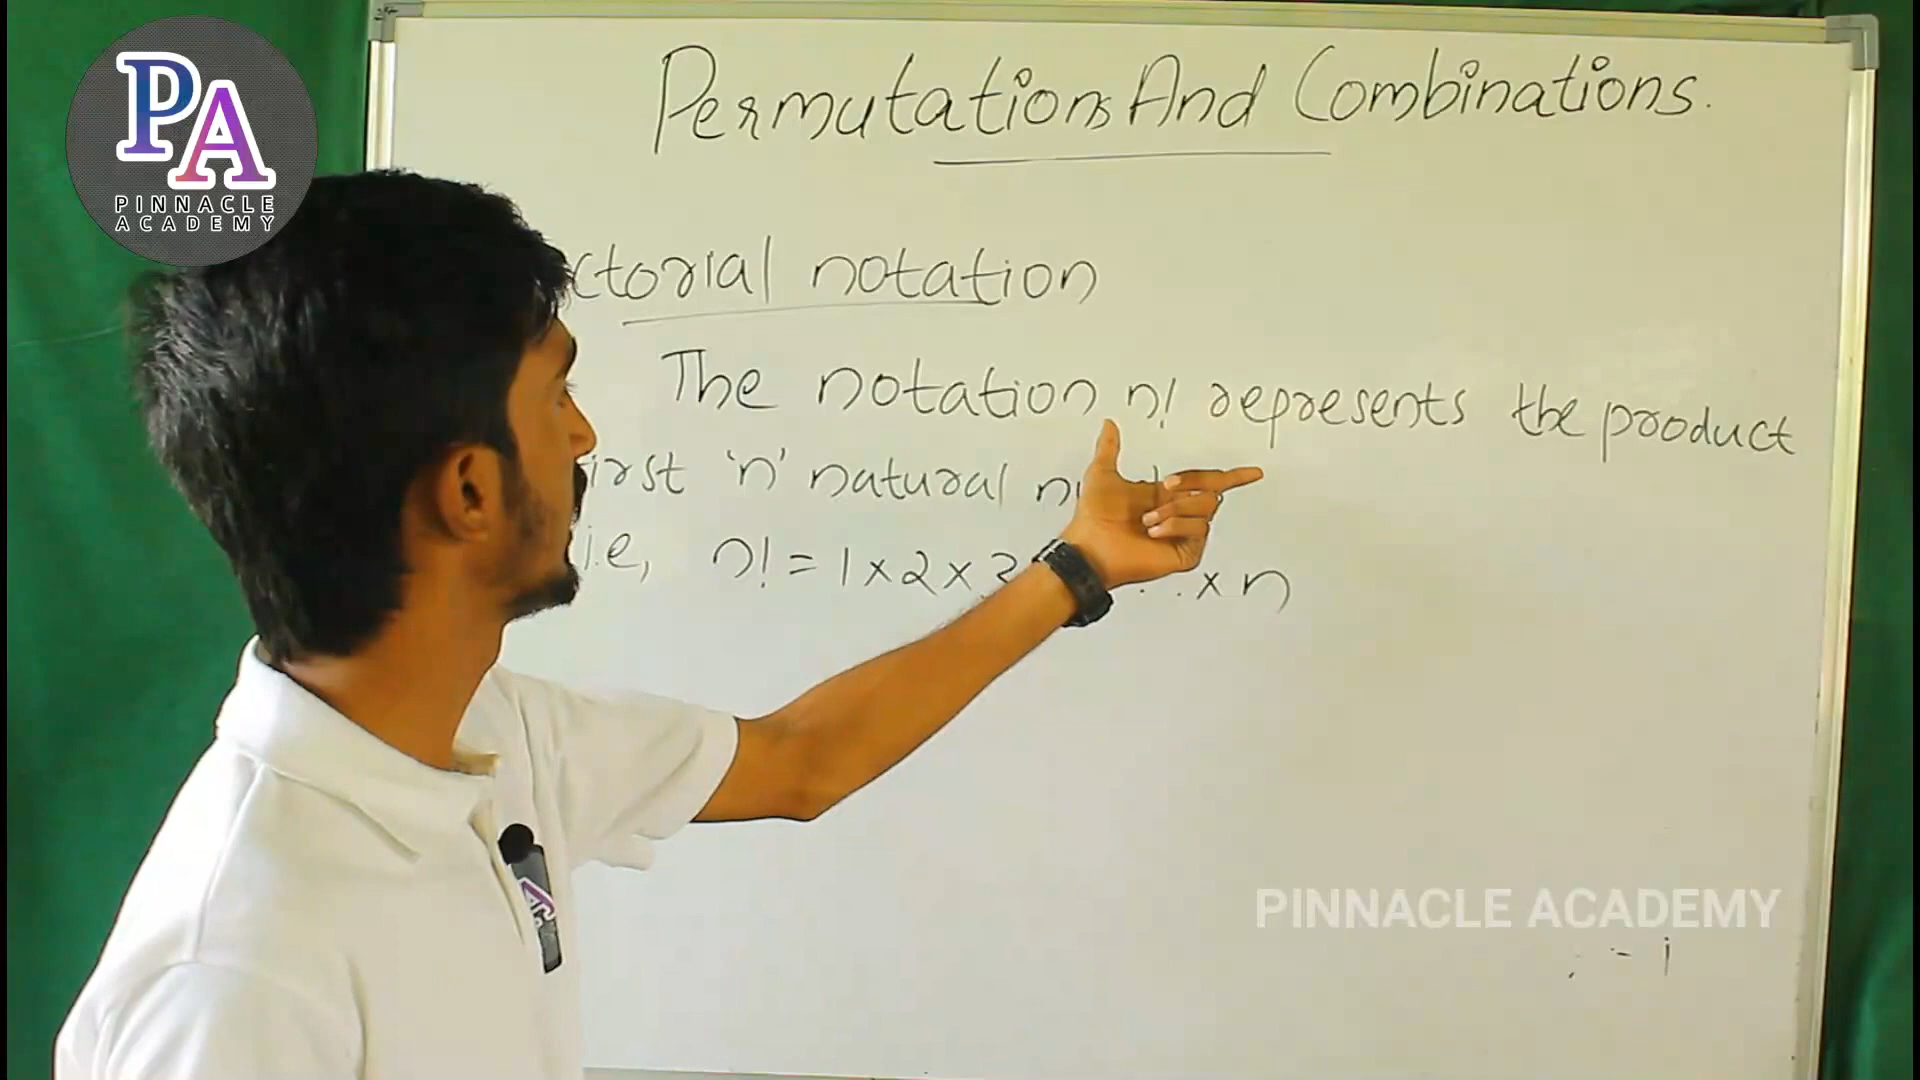 PA
PINNACLE
ACADEMY
Permutations And Combinations.
ctorial notation
The notation n! represents the product
irst 'n' natural
i.e, n! = 1 × 2 × 3 . . . × n
PINNACLE ACADEMY